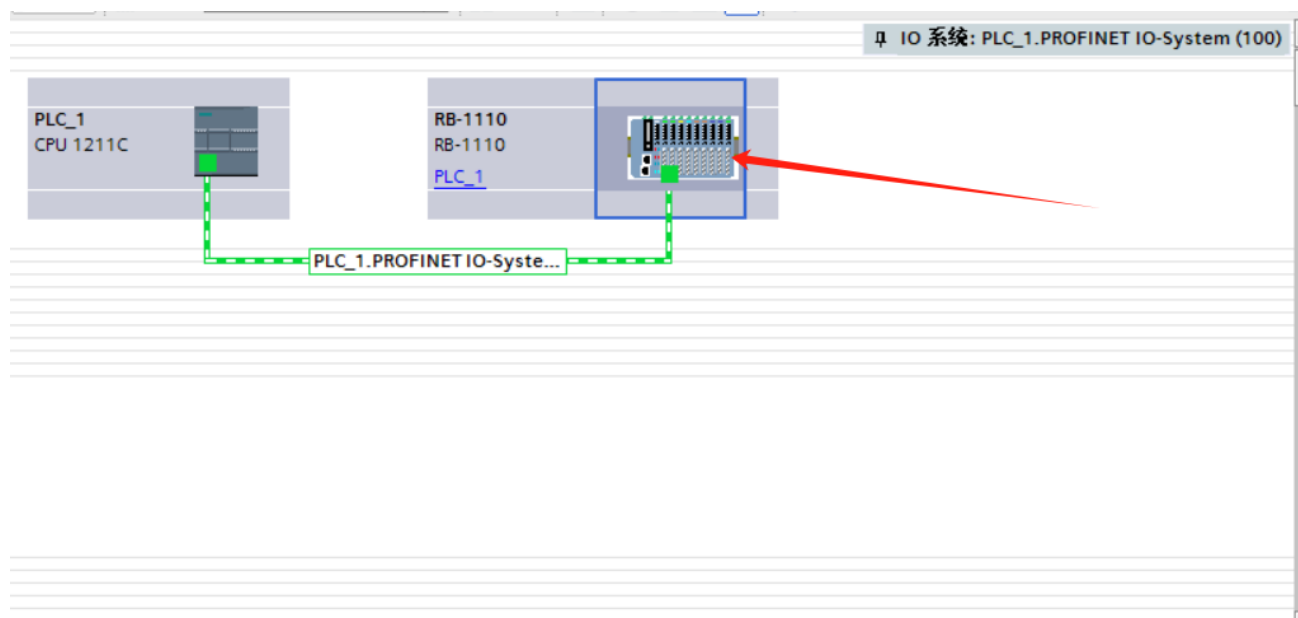 IO 系统: PLC_1.PROFINET IO-System (100)
PLC_1
CPU 1211C
RB-1110
RB-1110
PLC_1
PLC_1.PROFINET IO-Syste...